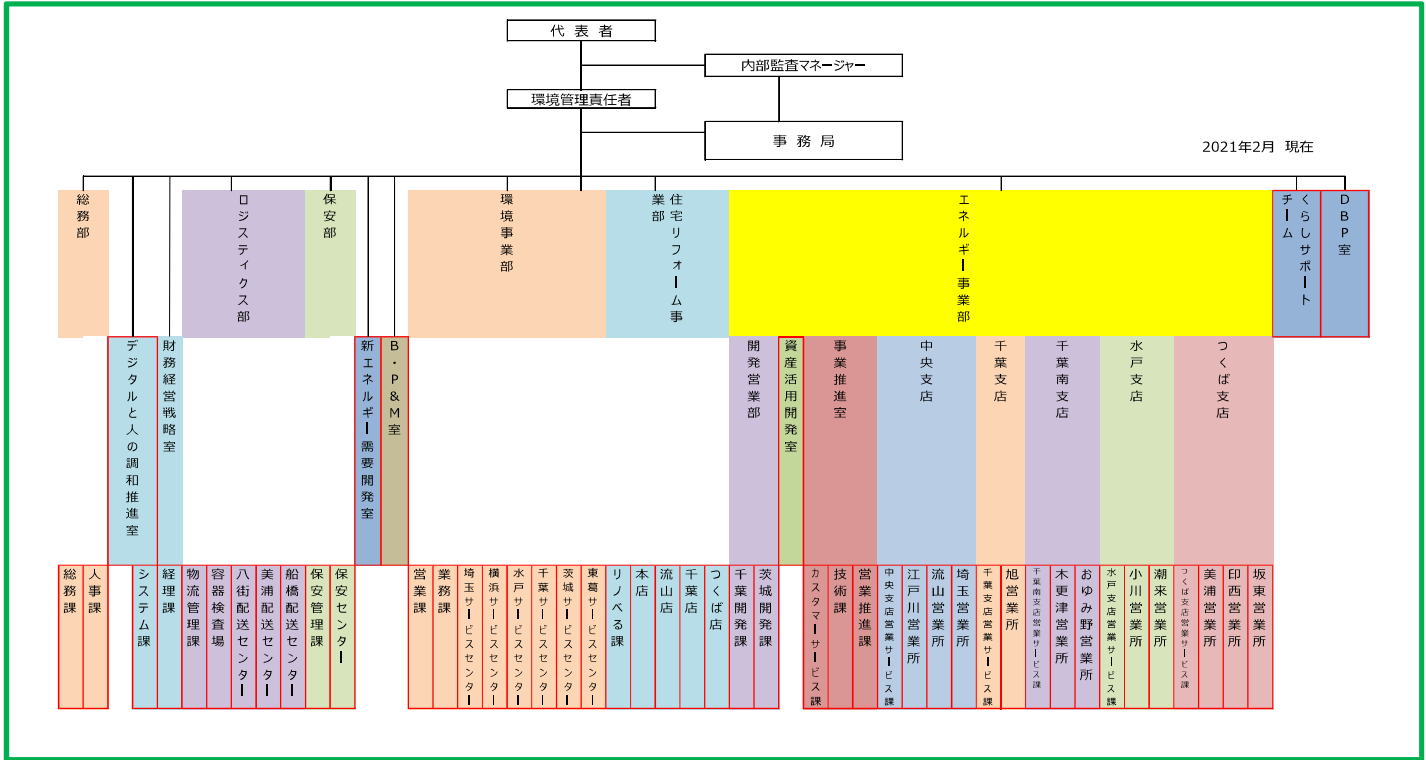 代 表 者
内部監査マネージャー
環境管理責任者
事 務 局
2021年2月 現在
総務部
ロジスティクス部
保安部
環境事業部
住宅リフォーム事
業部
エネルギー事業部
くらしサポート
チーム
DBP室
デジタルと人の調和推進室
財務経営戦略室
新エネルギー需要開発室
B・P&M室
開発営業部
資産活用開発室
事業推進室
中央支店
千葉支店
千葉南支店
水戸支店
つくば支店
総務課
人事課
システム課
経理課
物流管理課
容器検査場
八街配送センター
美浦配送センター
船橋配送センター
保安管理課
保安センター
営業課
業務課
埼玉サービスセンター
横浜サービスセンター
水戸サービスセンター
千葉サービスセンター
茨城サービスセンター
東葛サービスセンター
リノベる課
本店
流山店
千葉店
つくば店
千葉開発課
茨城開発課
カスタマーサービス課
技術課
営業推進課
中央支店営業サービス課
江戸川営業所
流山営業所
埼玉営業所
千葉支店営業サービス課
旭営業所
千葉南支店営業サービス課
木更津営業所
おゆみ野営業所
水戸支店営業サービス課
小川営業所
潮来営業所
つくば支店営業サービス課
美浦営業所
印西営業所
坂東営業所